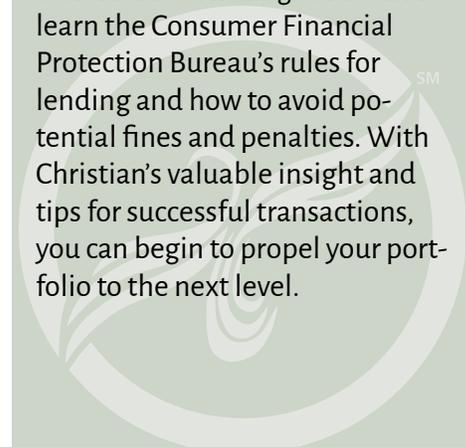 learn the Consumer Financial
Protection Bureau's rules for
lending and how to avoid po-
SM
tential fines and penalties. With
Christian's valuable insight and
tips for successful transactions,
you can begin to propel your port-
folio to the next level.